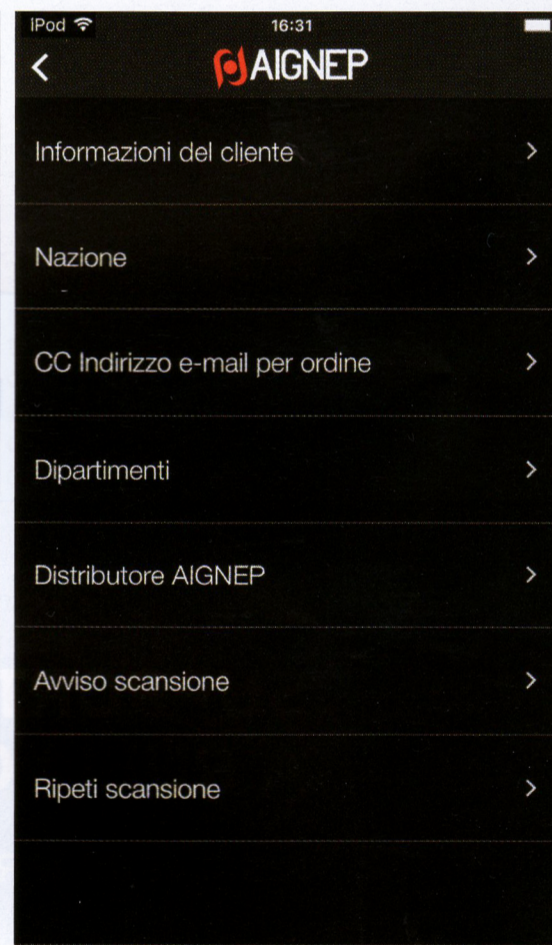 iPod 16:31
AIGNEP
Informazioni del cliente
Nazione
CC Indirizzo e-mail per ordine
Dipartimenti
Distributore AIGNEP
Avviso scansione
Ripeti scansione